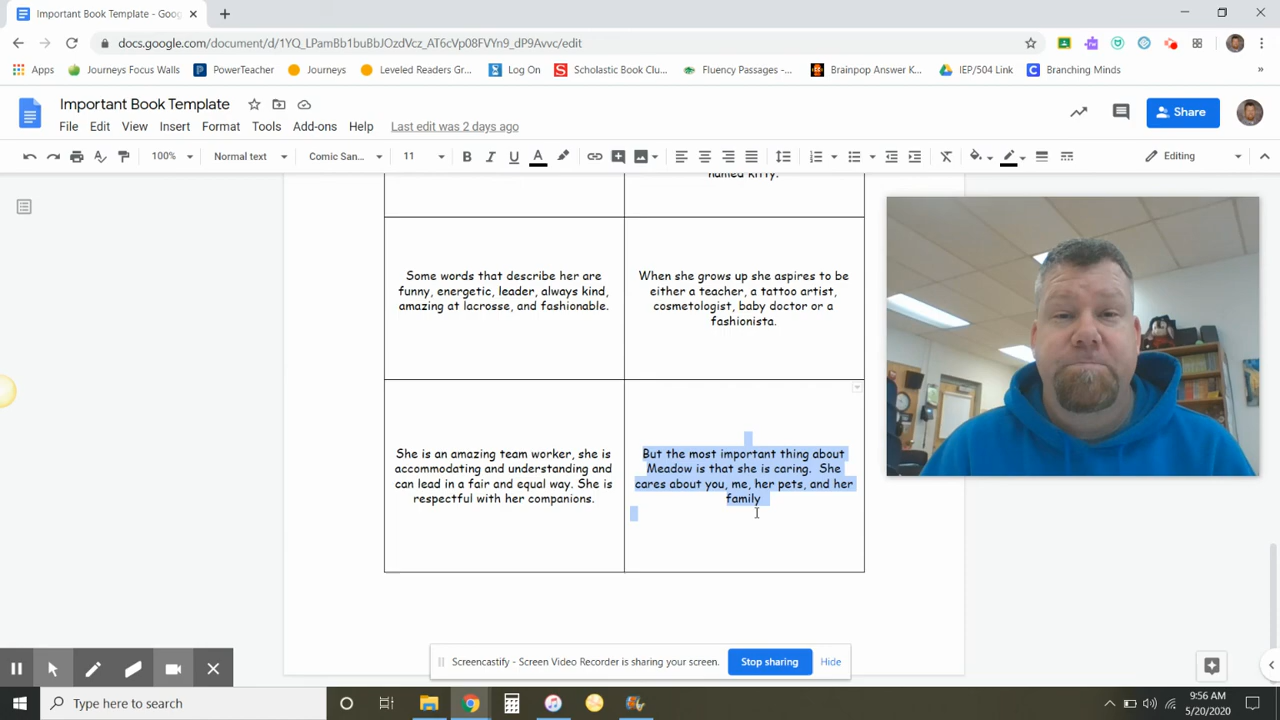 Important Book Template - Goog
docs.google.com/document/d/1YQ_LPamBb1buBbJOzdVcz_AT6cVp08FVYn9_dP9Avvc/edit
Apps Journeys Focus Walls PowerTeacher Journeys Leveled Readers Gr... Log On Scholastic Book Clu... Fluency Passages -... Brainpop Answer K... IEP/504 Link Branching Minds
Important Book Template
Share
File Edit View Insert Format Tools Add-ons Help Last edit was 2 days ago
100% Normal text Comic San... 11 Editing
named Kitty.
Some words that describe her are
funny, energetic, leader, always kind,
amazing at lacrosse, and fashionable.
When she grows up she aspires to be
either a teacher, a tattoo artist,
cosmetologist, baby doctor or a
fashionista.
She is an amazing team worker, she is
accommodating and understanding and
can lead in a fair and equal way. She is
respectful with her companions.
But the most important thing about
Meadow is that she is caring. She
cares about you, me, her pets, and her
family
Screencastify - Screen Video Recorder is sharing your screen. Stop sharing Hide
Type here to search
9:56 AM
5/20/2020